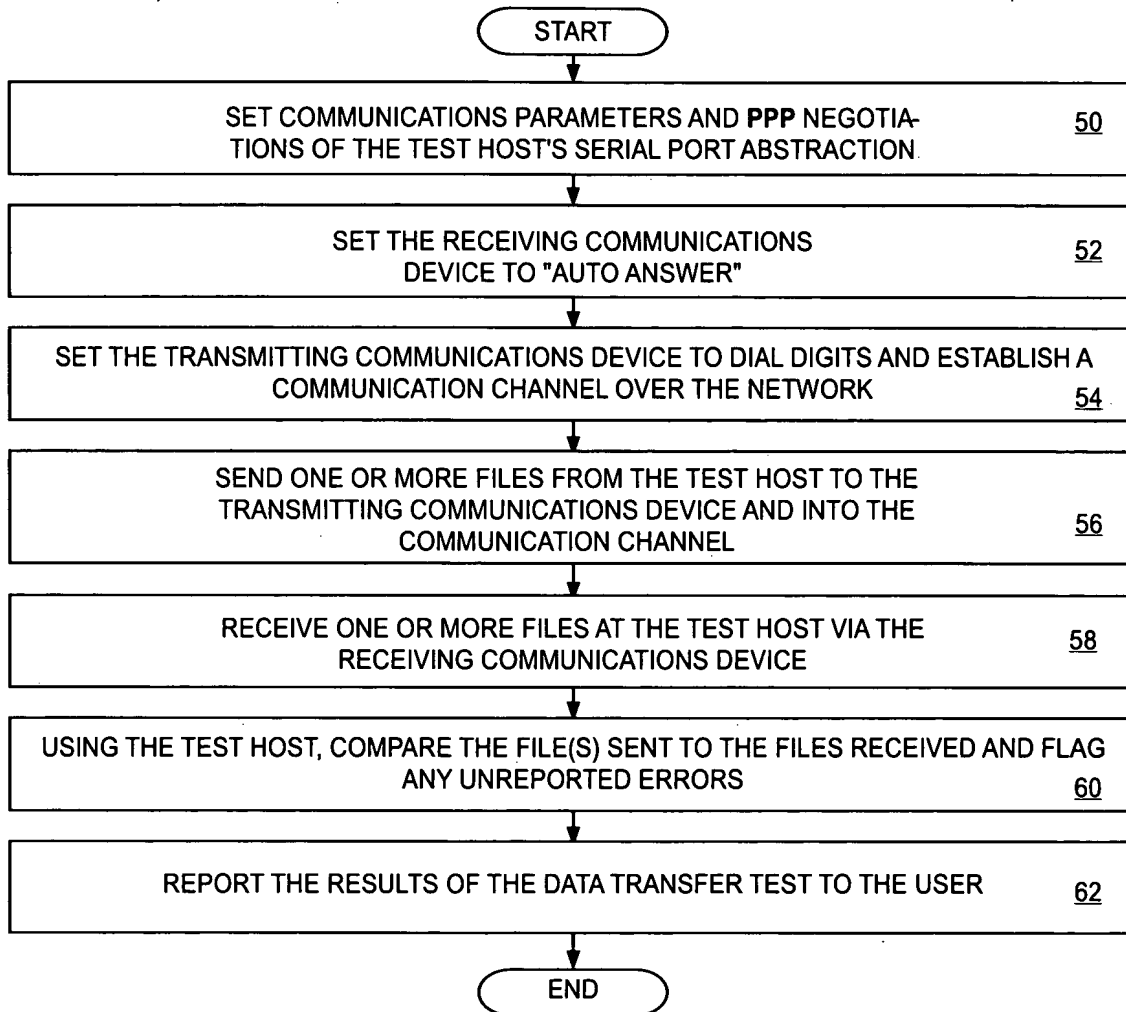 START
SET COMMUNICATIONS PARAMETERS AND PPP NEGOTIA-
TIONS OF THE TEST HOST'S SERIAL PORT ABSTRACTION
50
SET THE RECEIVING COMMUNICATIONS
DEVICE TO "AUTO ANSWER"
52
SET THE TRANSMITTING COMMUNICATIONS DEVICE TO DIAL DIGITS AND ESTABLISH A
COMMUNICATION CHANNEL OVER THE NETWORK
54
SEND ONE OR MORE FILES FROM THE TEST HOST TO THE
TRANSMITTING COMMUNICATIONS DEVICE AND INTO THE
COMMUNICATION CHANNEL
56
RECEIVE ONE OR MORE FILES AT THE TEST HOST VIA THE
RECEIVING COMMUNICATIONS DEVICE
58
USING THE TEST HOST, COMPARE THE FILE(S) SENT TO THE FILES RECEIVED AND FLAG
ANY UNREPORTED ERRORS
60
REPORT THE RESULTS OF THE DATA TRANSFER TEST TO THE USER
62
END